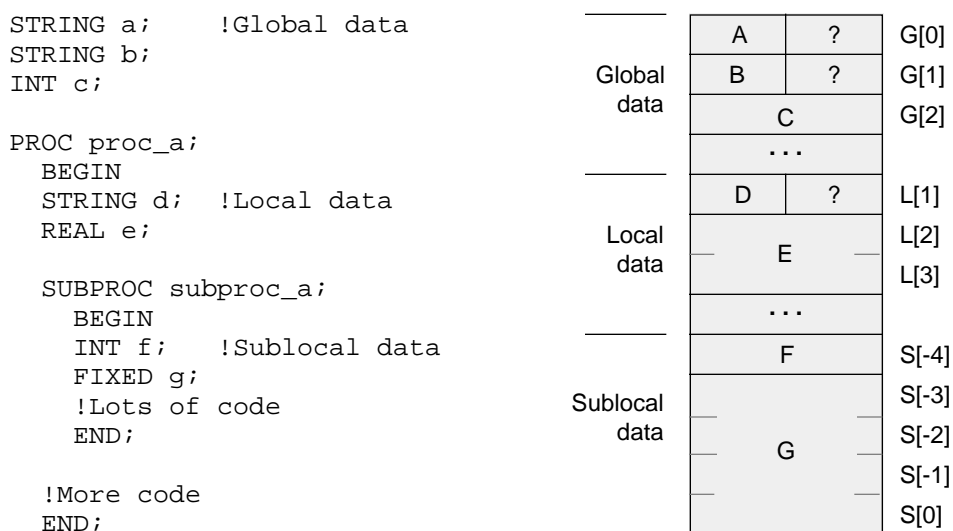 STRING a;     !Global data
STRING b;
INT c;
PROC proc_a;
BEGIN
STRING d;  !Local data
REAL e;
SUBPROC subproc_a;
BEGIN
INT f;   !Sublocal data
FIXED g;
!Lots of code
END;
!More code
END;
Global
data
A ? G[0]
B ? G[1]
C G[2]
. . .
Local
data
D ? L[1]
L[2]
E
L[3]
. . .
Sublocal
data
F S[-4]
S[-3]
S[-2]
G
S[-1]
S[0]